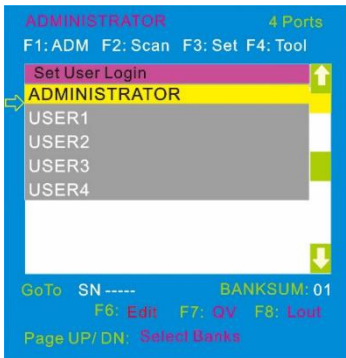 ADMINISTRATOR 4 Ports
F1: ADM F2: Scan F3: Set F4: Tool
Set User Login
ADMINISTRATOR
USER1
USER2
USER3
USER4
GoTo SN ----- BANKSUM: 01
F6: Edit F7: OV F8: Lout
Page UP/ DN: Select Banks